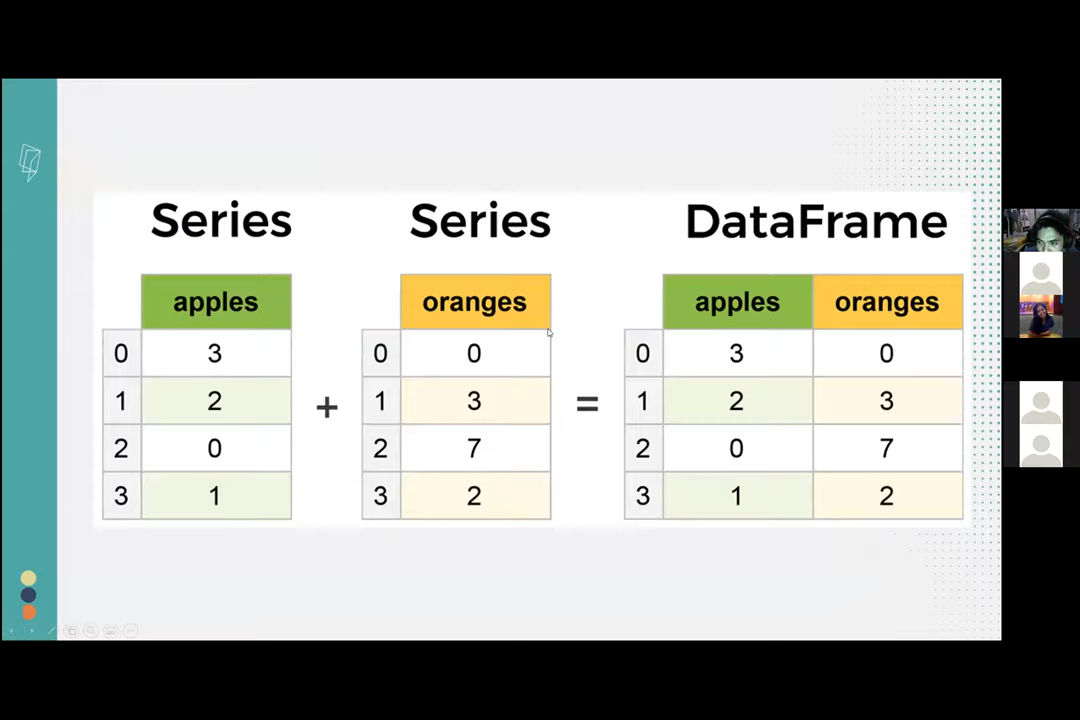 Series Series DataFrame
apples oranges apples oranges
0 3 0 0 0 3 0
1 2 1 3 1 2 3
+ =
2 0 2 7 2 0 7
3 1 3 2 3 1 2